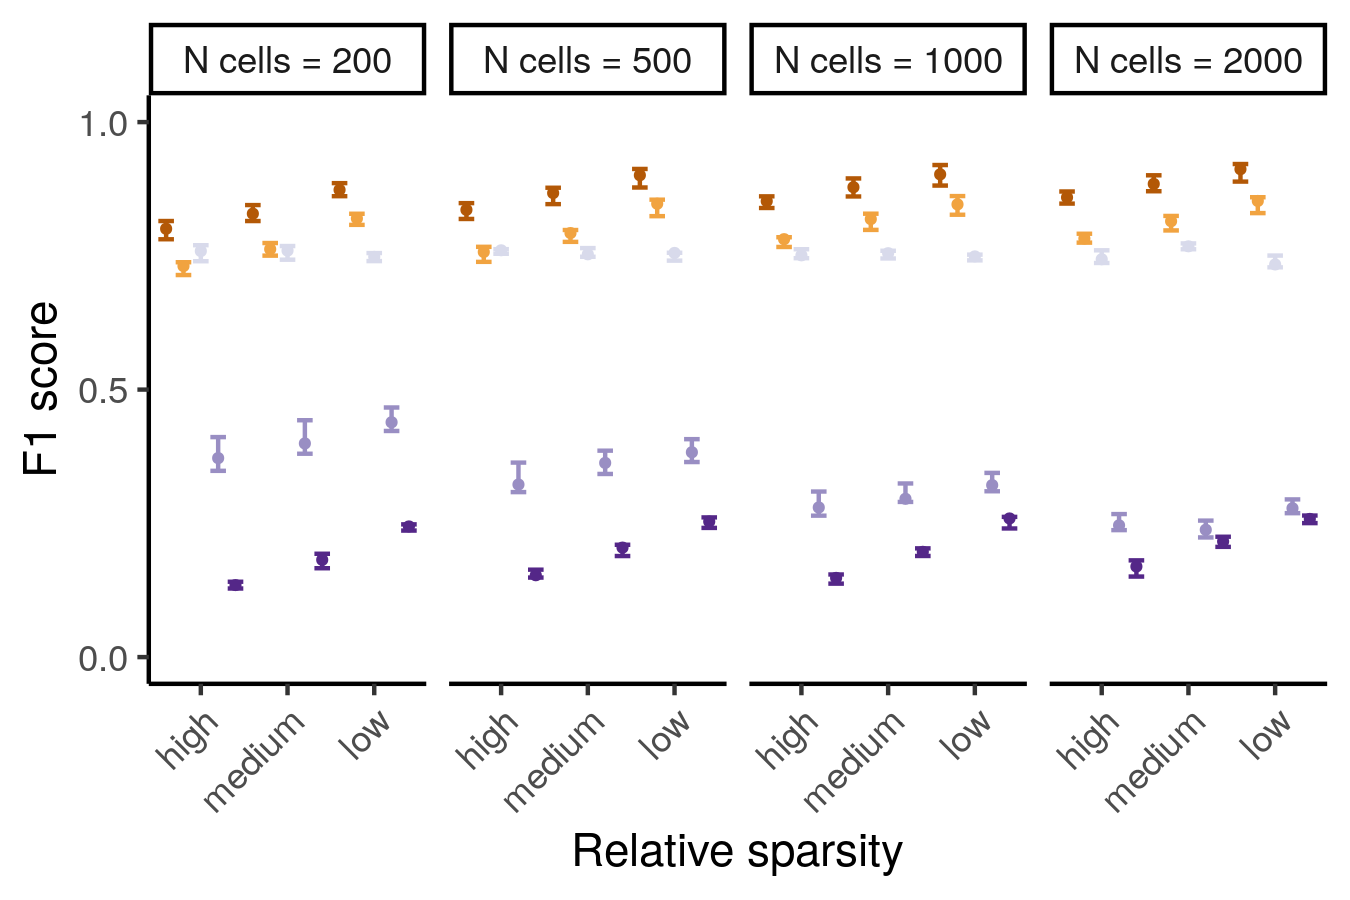 N cells = 200
N cells = 500
N cells = 1000
N cells = 2000
1.0
0.5
0.0
F1 score
high
medium
low
high
medium
low
high
medium
low
high
medium
low
Relative sparsity